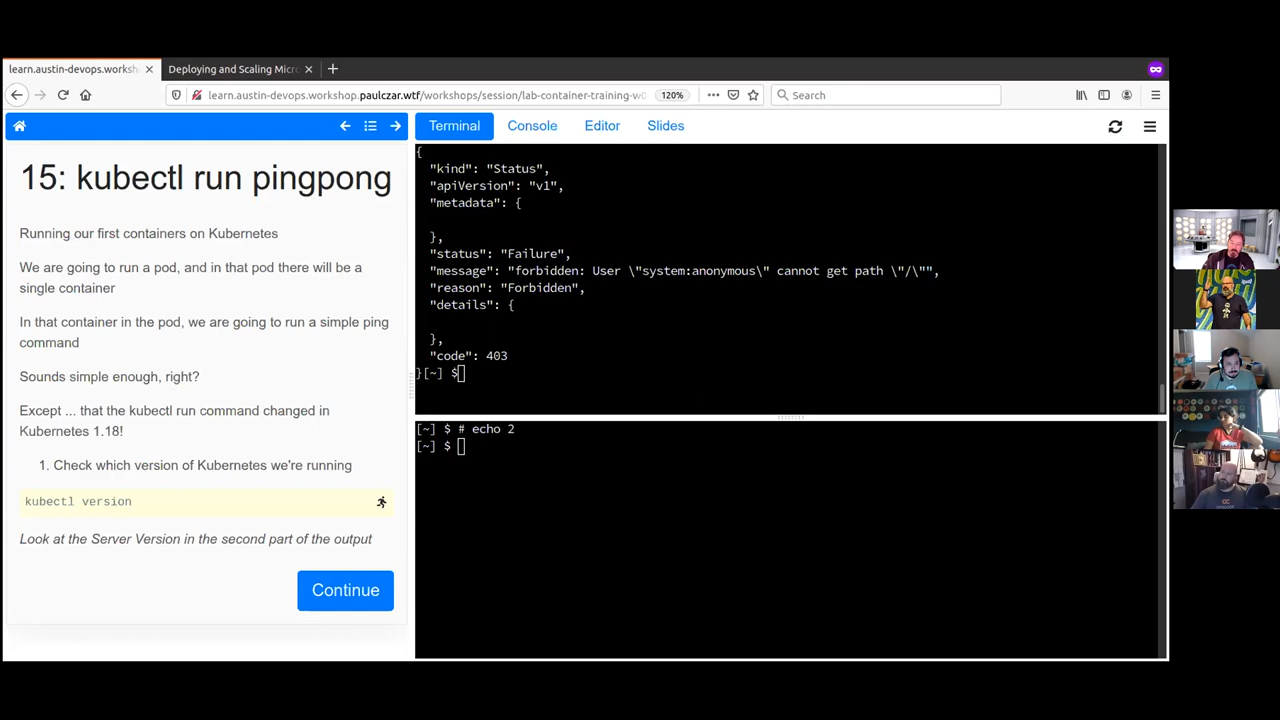 learn.austin-devops.worksh
Deploying and Scaling Micro
learn.austin-devops.workshop.paulczar.wtf/workshops/session/lab-container-training-w0
120%
Search
Terminal
Console
Editor
Slides
15: kubectl run pingpong
Running our first containers on Kubernetes
We are going to run a pod, and in that pod there will be a
single container
In that container in the pod, we are going to run a simple ping
command
Sounds simple enough, right?
Except ... that the kubectl run command changed in
Kubernetes 1.18!
1. Check which version of Kubernetes we're running
kubectl version
Look at the Server Version in the second part of the output
Continue
{
"kind": "Status",
"apiVersion": "v1",
"metadata": {
},
"status": "Failure",
"message": "forbidden: User \"system:anonymous\" cannot get path \"/\"",
"reason": "Forbidden",
"details": {
},
"code": 403
}[~] $
[~] $ # echo 2
[~] $